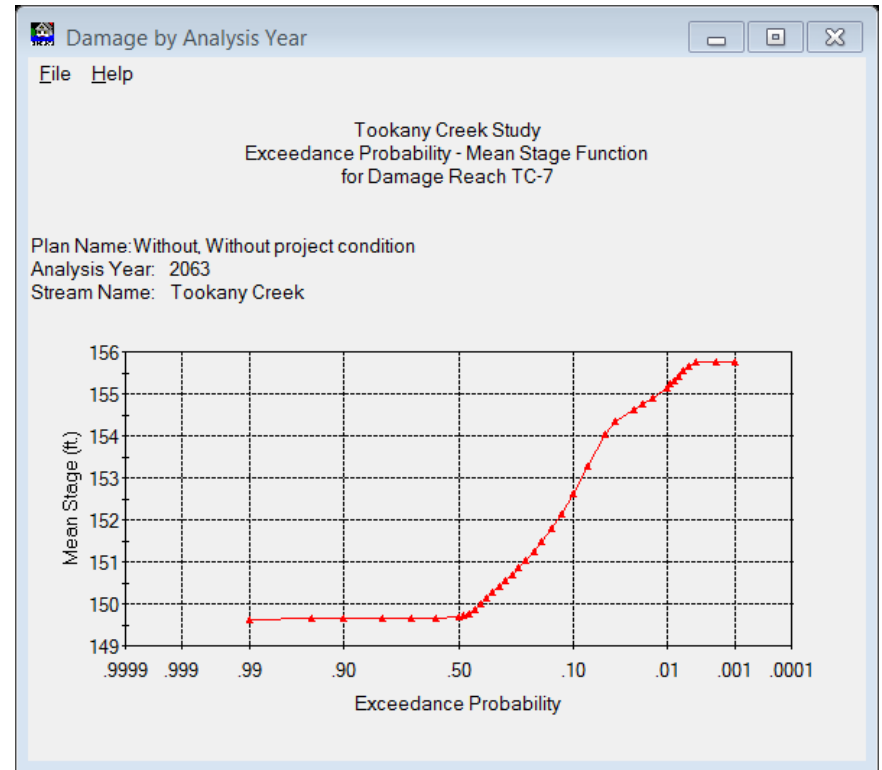 Damage by Analysis Year
File Help
Tookany Creek Study
Exceedance Probability - Mean Stage Function
for Damage Reach TC-7
Plan Name:Without, Without project condition
Analysis Year: 2063
Stream Name: Tookany Creek
156
155
154
153
152
151
150
149
Mean Stage (ft.)
.9999 .999 .99 .90 .50 .10 .01 .001 .0001
Exceedance Probability